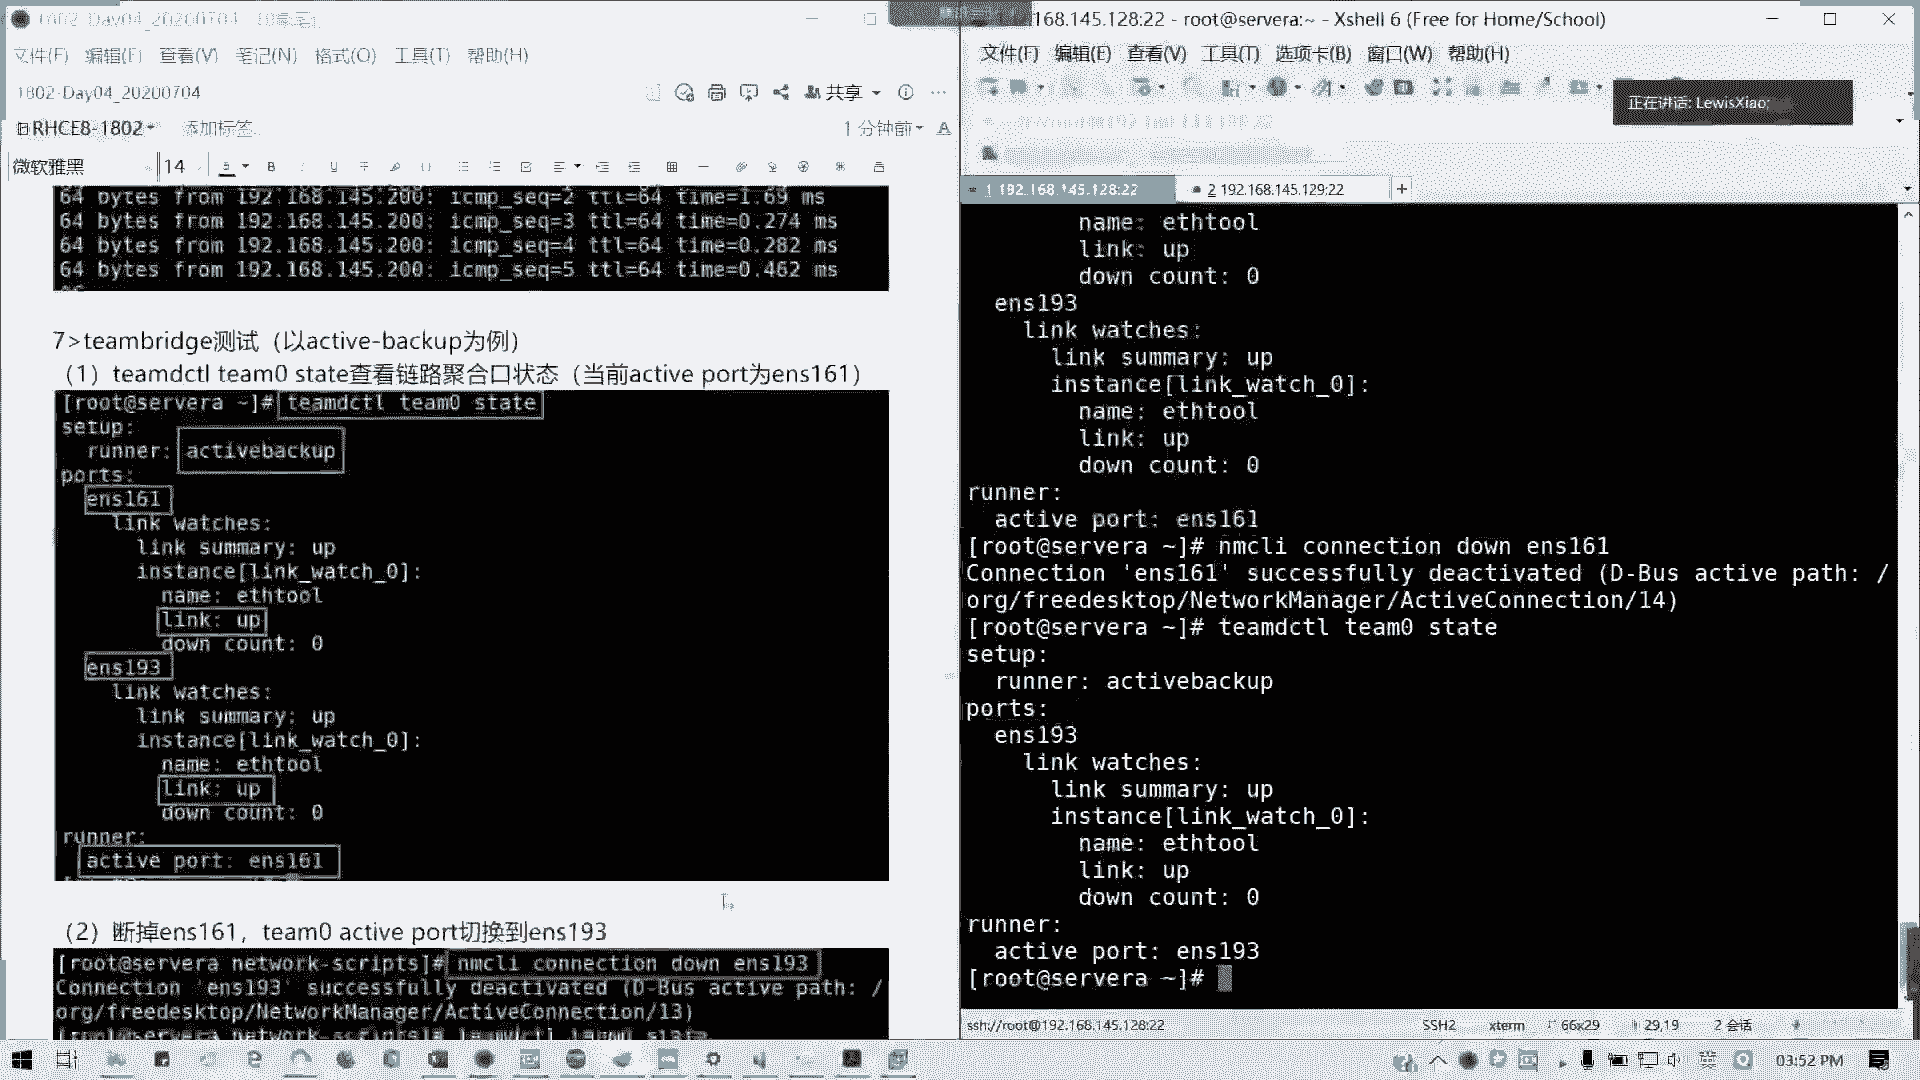 1802-Day04_20200704
文件(F) 编辑(E) 查看(V) 笔记(N) 格式(O) 工具(T) 帮助(H)
1802-Day04_20200704
共享
RHCE8-1802
添加标签
1 分钟前
微软雅黑
14
64 bytes from 192.168.145.200: icmp_seq=2 ttl=64 time=1.69 ms
64 bytes from 192.168.145.200: icmp_seq=3 ttl=64 time=0.274 ms
64 bytes from 192.168.145.200: icmp_seq=4 ttl=64 time=0.282 ms
64 bytes from 192.168.145.200: icmp_seq=5 ttl=64 time=0.462 ms
7>teambridge测试（以active-backup为例）
（1）teamdctl team0 state查看链路聚合口状态（当前active port为ens161）
[root@servera ~]# teamdctl team0 state
setup:
runner: activebackup
ports:
ens161
link watches:
link summary: up
instance[link_watch_0]:
name: ethtool
link: up
down count: 0
ens193
link watches:
link summary: up
instance[link_watch_0]:
name: ethtool
link: up
down count: 0
runner:
active port: ens161
（2）断掉ens161，team0 active port切换到ens193
[root@servera network-scripts]# nmcli connection down ens193
Connection 'ens193' successfully deactivated (D-Bus active path: /
org/freedesktop/NetworkManager/ActiveConnection/13)
168.145.128:22 - root@servera:~ - Xshell 6 (Free for Home/School)
文件(F) 编辑(E) 查看(V) 工具(T) 选项卡(B) 窗口(W) 帮助(H)
正在讲话: LewisXiao;
1 192.168.145.128:22
2 192.168.145.129:22
name: ethtool
link: up
down count: 0
ens193
link watches:
link summary: up
instance[link_watch_0]:
name: ethtool
link: up
down count: 0
runner:
active port: ens161
[root@servera ~]# nmcli connection down ens161
Connection 'ens161' successfully deactivated (D-Bus active path: /
org/freedesktop/NetworkManager/ActiveConnection/14)
[root@servera ~]# teamdctl team0 state
setup:
runner: activebackup
ports:
ens193
link watches:
link summary: up
instance[link_watch_0]:
name: ethtool
link: up
down count: 0
runner:
active port: ens193
[root@servera ~]#
ssh://root@192.168.145.128:22
SSH2
xterm
66x29
29,19
2 会话
英
03:52 PM